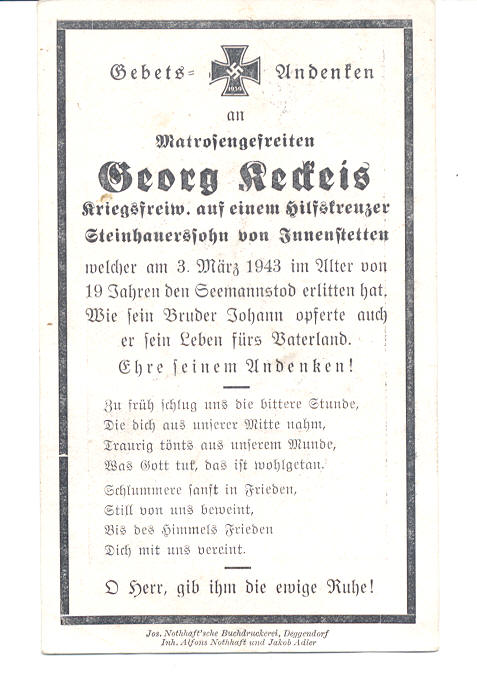 Gebets= Andenken
1939
an
Matrosengefreiten
Georg Keckeis
Kriegsfreiw. auf einem Hilfskreuzer
Steinhauerssohn von Innenstetten
welcher am 3. März 1943 im Alter von
19 Jahren den Seemannstod erlitten hat.
Wie sein Bruder Johann opferte auch
er sein Leben fürs Vaterland.
Ehre seinem Andenken!
Zu früh schlug uns die bittere Stunde,
Die dich aus unserer Mitte nahm,
Traurig tönts aus unserem Munde,
Was Gott tut, das ist wohlgetan.
Schlummere sanft in Frieden,
Still von uns beweint,
Bis des Himmels Frieden
Dich mit uns vereint.
O Herr, gib ihm die ewige Ruhe!
Jos. Nothhaft'sche Buchdruckerei, Deggendorf
Inh. Alfons Nothhaft und Jakob Adler